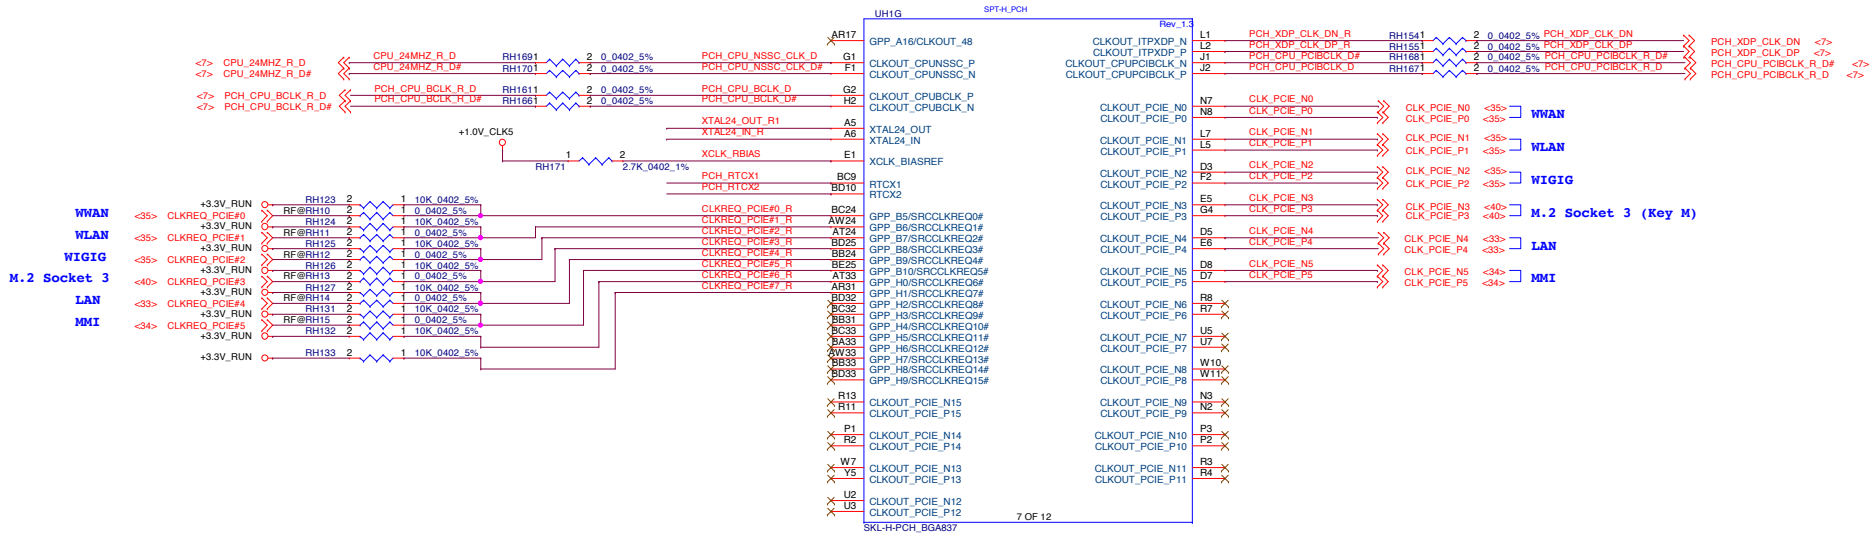 UH1G SPT-H_PCH
Rev_1.3
AR17 GPP_A16/CLKOUT_48 CLKOUT_ITPXDP_N L1 PCH_XDP_CLK_DN_R RH154 1 2 0_0402_5% PCH_XDP_CLK_DN PCH_XDP_CLK_DN <7>
CLKOUT_ITPXDP_P L2 PCH_XDP_CLK_DP_R RH155 1 2 0_0402_5% PCH_XDP_CLK_DP PCH_XDP_CLK_DP <7>
<7> CPU_24MHZ_R_D CPU_24MHZ_R_D RH169 1 2 0_0402_5% PCH_CPU_NSSC_CLK_D G1 CLKOUT_CPUNSSC_P CLKOUT_CPUPCIBCLK_N J1 PCH_CPU_PCIBCLK_D# RH168 1 2 0_0402_5% PCH_CPU_PCIBCLK_R_D# PCH_CPU_PCIBCLK_R_D# <7>
<7> CPU_24MHZ_R_D# CPU_24MHZ_R_D# RH170 1 2 0_0402_5% PCH_CPU_NSSC_CLK_D# F1 CLKOUT_CPUNSSC_N CLKOUT_CPUPCIBCLK_P J2 PCH_CPU_PCIBCLK_D RH167 1 2 0_0402_5% PCH_CPU_PCIBCLK_R_D PCH_CPU_PCIBCLK_R_D <7>
<7> PCH_CPU_BCLK_R_D PCH_CPU_BCLK_R_D RH161 1 2 0_0402_5% PCH_CPU_BCLK_D G2 CLKOUT_CPUBCLK_P
<7> PCH_CPU_BCLK_R_D# PCH_CPU_BCLK_R_D# RH166 1 2 0_0402_5% PCH_CPU_BCLK_D# H2 CLKOUT_CPUBCLK_N CLKOUT_PCIE_N0 N7 CLK_PCIE_N0 CLK_PCIE_N0 <35> WWAN
CLKOUT_PCIE_P0 N8 CLK_PCIE_P0 CLK_PCIE_P0 <35>
XTAL24_OUT_R1 A5 XTAL24_OUT
+1.0V_CLK5 XTAL24_IN_R A6 XTAL24_IN CLKOUT_PCIE_N1 L7 CLK_PCIE_N1 CLK_PCIE_N1 <35> WLAN
CLKOUT_PCIE_P1 L5 CLK_PCIE_P1 CLK_PCIE_P1 <35>
RH171 1 2 2.7K_0402_1% XCLK_RBIAS E1 XCLK_BIASREF
CLKOUT_PCIE_N2 D3 CLK_PCIE_N2 CLK_PCIE_N2 <35> WIGIG
PCH_RTCX1 BC9 RTCX1 CLKOUT_PCIE_P2 F2 CLK_PCIE_P2 CLK_PCIE_P2 <35>
PCH_RTCX2 BD10 RTCX2
+3.3V_RUN RH123 2 1 10K_0402_5% CLKOUT_PCIE_N3 E5 CLK_PCIE_N3 CLK_PCIE_N3 <40> M.2 Socket 3 (Key M)
WWAN <35> CLKREQ_PCIE#0 RF@RH10 2 1 0_0402_5% CLKREQ_PCIE#0_R BC24 GPP_B5/SRCCLKREQ0# CLKOUT_PCIE_P3 G4 CLK_PCIE_P3 CLK_PCIE_P3 <40>
+3.3V_RUN RH124 2 1 10K_0402_5% CLKREQ_PCIE#1_R AW24 GPP_B6/SRCCLKREQ1#
WLAN <35> CLKREQ_PCIE#1 RF@RH11 2 1 0_0402_5% CLKREQ_PCIE#2_R AT24 GPP_B7/SRCCLKREQ2# CLKOUT_PCIE_N4 D5 CLK_PCIE_N4 CLK_PCIE_N4 <33> LAN
+3.3V_RUN RH125 2 1 10K_0402_5% CLKREQ_PCIE#3_R BD25 GPP_B8/SRCCLKREQ3# CLKOUT_PCIE_P4 E6 CLK_PCIE_P4 CLK_PCIE_P4 <33>
WIGIG <35> CLKREQ_PCIE#2 RF@RH12 2 1 0_0402_5% CLKREQ_PCIE#4_R BB24 GPP_B9/SRCCLKREQ4#
+3.3V_RUN RH126 2 1 10K_0402_5% CLKREQ_PCIE#5_R BE25 GPP_B10/SRCCLKREQ5# CLKOUT_PCIE_N5 D8 CLK_PCIE_N5 CLK_PCIE_N5 <34> MMI
M.2 Socket 3 <40> CLKREQ_PCIE#3 RF@RH13 2 1 0_0402_5% CLKREQ_PCIE#6_R AT33 GPP_H0/SRCCLKREQ6# CLKOUT_PCIE_P5 D7 CLK_PCIE_P5 CLK_PCIE_P5 <34>
+3.3V_RUN RH127 2 1 10K_0402_5% CLKREQ_PCIE#7_R AR31 GPP_H1/SRCCLKREQ7#
LAN <33> CLKREQ_PCIE#4 RF@RH14 2 1 0_0402_5% BD32 GPP_H2/SRCCLKREQ8# CLKOUT_PCIE_N6 R8
+3.3V_RUN RH131 2 1 10K_0402_5% BC32 GPP_H3/SRCCLKREQ9# CLKOUT_PCIE_P6 R7
MMI <34> CLKREQ_PCIE#5 RF@RH15 2 1 0_0402_5% BB31 GPP_H4/SRCCLKREQ10#
+3.3V_RUN RH132 2 1 10K_0402_5% BC33 GPP_H5/SRCCLKREQ11# CLKOUT_PCIE_N7 U5
BA33 GPP_H6/SRCCLKREQ12# CLKOUT_PCIE_P7 U7
+3.3V_RUN RH133 2 1 10K_0402_5% AW33 GPP_H7/SRCCLKREQ13#
BB33 GPP_H8/SRCCLKREQ14# CLKOUT_PCIE_N8 W10
BD33 GPP_H9/SRCCLKREQ15# CLKOUT_PCIE_P8 W11
R13 CLKOUT_PCIE_N15 CLKOUT_PCIE_N9 N3
R11 CLKOUT_PCIE_P15 CLKOUT_PCIE_P9 N2
P1 CLKOUT_PCIE_N14 CLKOUT_PCIE_N10 P3
R2 CLKOUT_PCIE_P14 CLKOUT_PCIE_P10 P2
W7 CLKOUT_PCIE_N13 CLKOUT_PCIE_N11 R3
Y5 CLKOUT_PCIE_P13 CLKOUT_PCIE_P11 R4
U2 CLKOUT_PCIE_N12
U3 CLKOUT_PCIE_P12
7 OF 12
SKL-H-PCH_BGA837